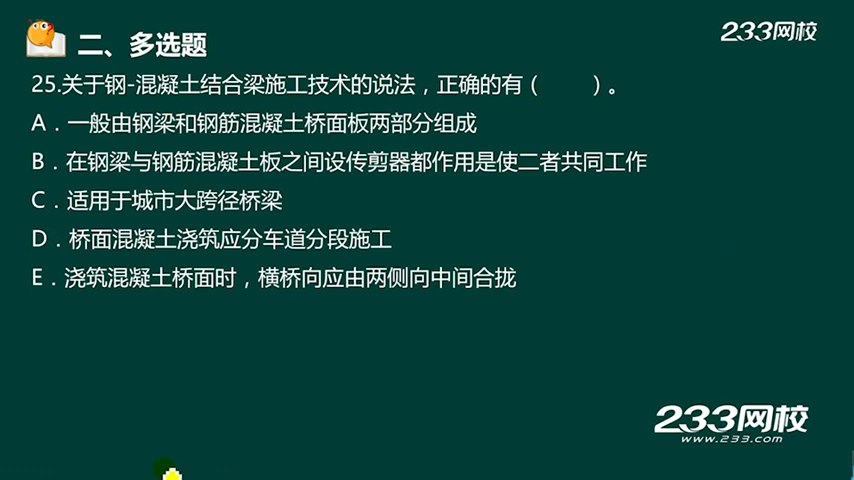 233网校
二、多选题
25.关于钢-混凝土结合梁施工技术的说法，正确的有（　　）。
A．一般由钢梁和钢筋混凝土桥面板两部分组成
B．在钢梁与钢筋混凝土板之间设传剪器都作用是使二者共同工作
C．适用于城市大跨径桥梁
D．桥面混凝土浇筑应分车道分段施工
E．浇筑混凝土桥面时，横桥向应由两侧向中间合拢
233网校
www.233.com